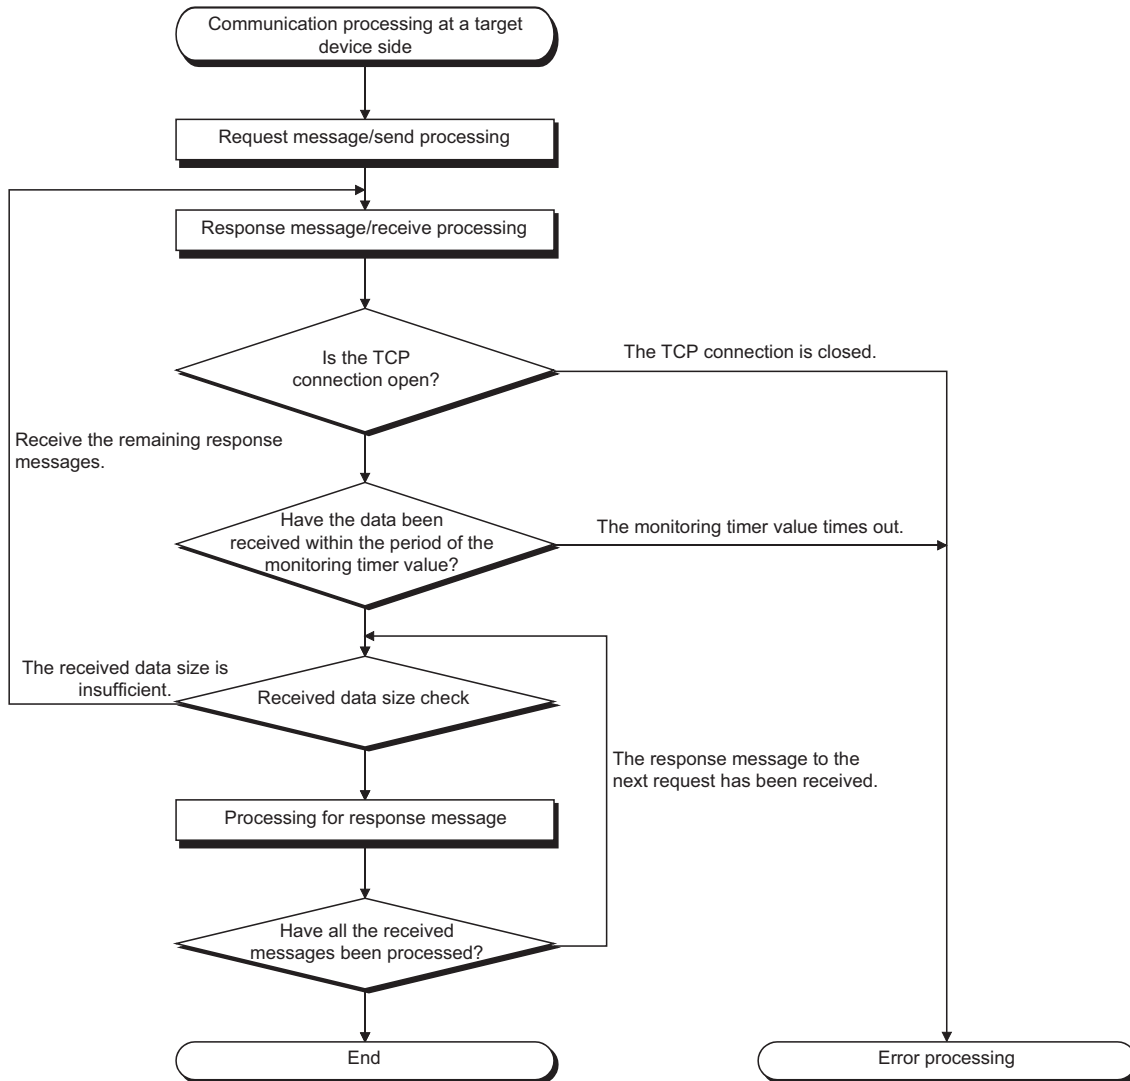 Communication processing at a target
device side
Request message/send processing
Response message/receive processing
Is the TCP
connection open?
The TCP connection is closed.
Receive the remaining response
messages.
Have the data been
received within the period of the
monitoring timer value?
The monitoring timer value times out.
The received data size is
insufficient.
Received data size check
The response message to the
next request has been received.
Processing for response message
Have all the received
messages been processed?
End
Error processing